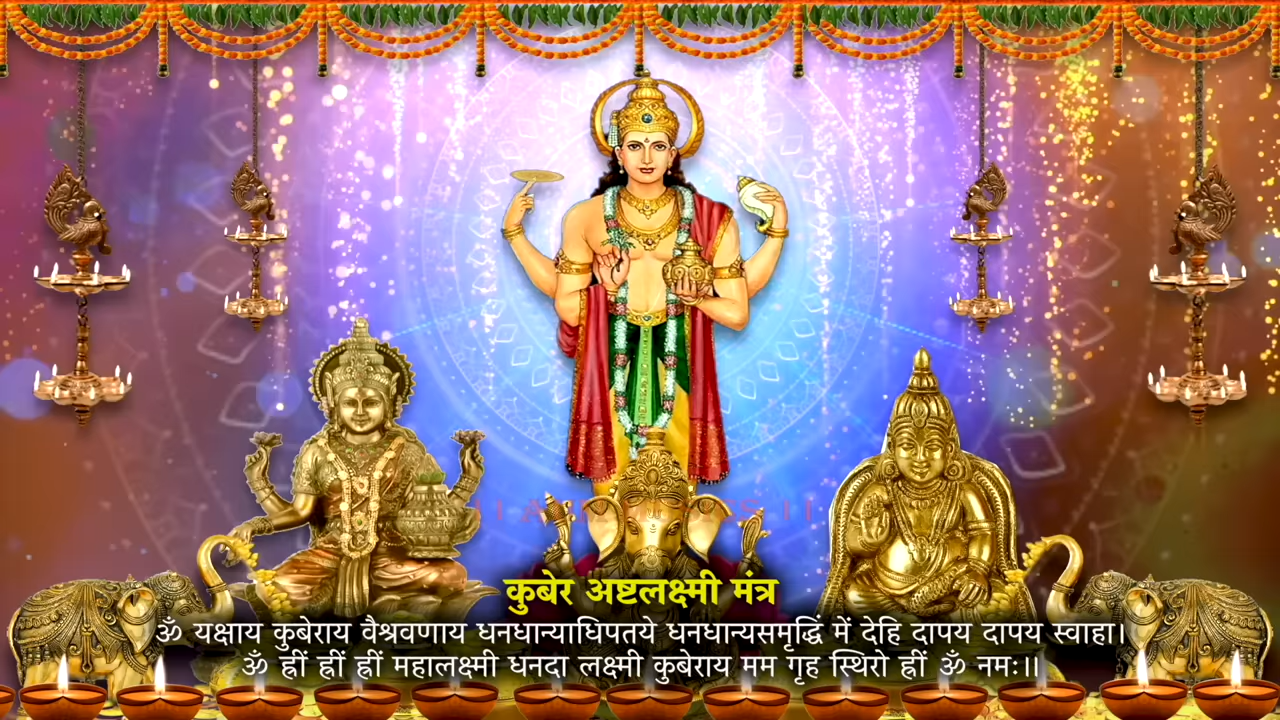 कुबेर अष्टलक्ष्मी मंत्र
ॐ यक्षाय कुबेराय वैश्रवणाय धनधान्याधिपतये धनधान्यसमृद्धिं में देहि दापय दापय स्वाहा।
ॐ ह्रीं ह्रीं ह्रीं महालक्ष्मी धनदा लक्ष्मी कुबेराय मम गृह स्थिरो ह्रीं ॐ नमः।।